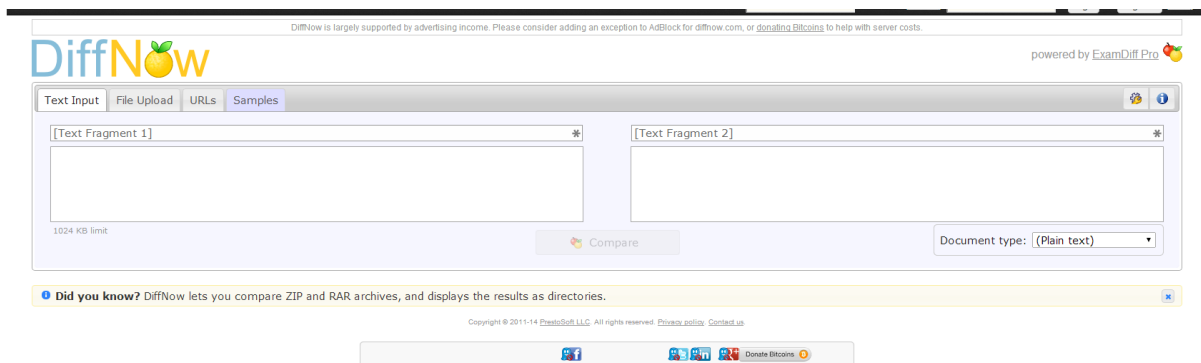 DiffNow is largely supported by advertising income. Please consider adding an exception to AdBlock for diffnow.com, or donating Bitcoins to help with server costs.
DiffNow
powered by ExamDiff Pro
Text Input File Upload URLs Samples
[Text Fragment 1] [Text Fragment 2]
1024 KB limit
Compare
Document type: (Plain text)
Did you know? DiffNow lets you compare ZIP and RAR archives, and displays the results as directories.
Copyright © 2011-14 PrestoSoft LLC. All rights reserved. Privacy policy. Contact us.
Donate Bitcoins